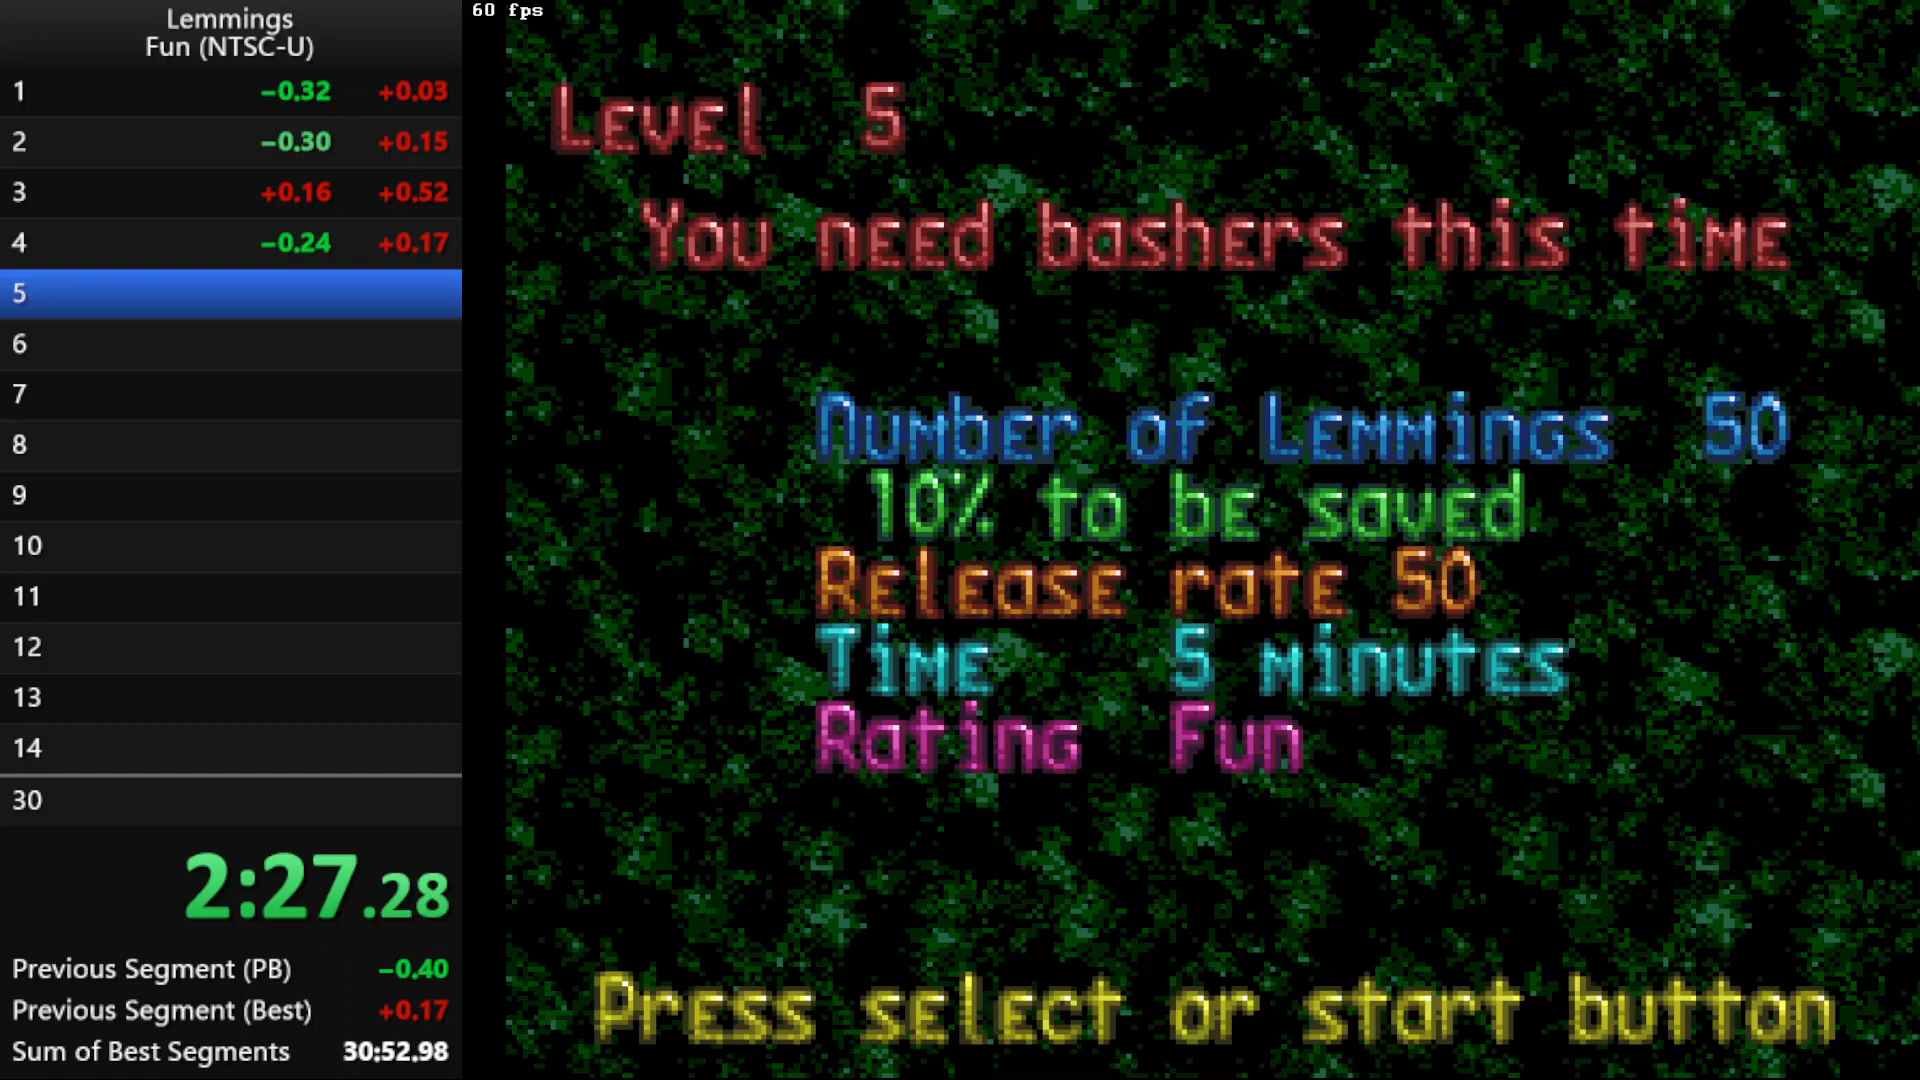 Lemmings
Fun (NTSC-U)
1 −0.32 +0.03
2 −0.30 +0.15
3 +0.16 +0.52
4 −0.24 +0.17
5
6
7
8
9
10
11
12
13
14
30
2:27.28
Previous Segment (PB) −0.40
Previous Segment (Best) +0.17
Sum of Best Segments 30:52.98
60 fps
Level 5
You need bashers this time
Number of Lemmings 50
10% to be saved
Release rate 50
Time 5 minutes
Rating Fun
Press select or start button